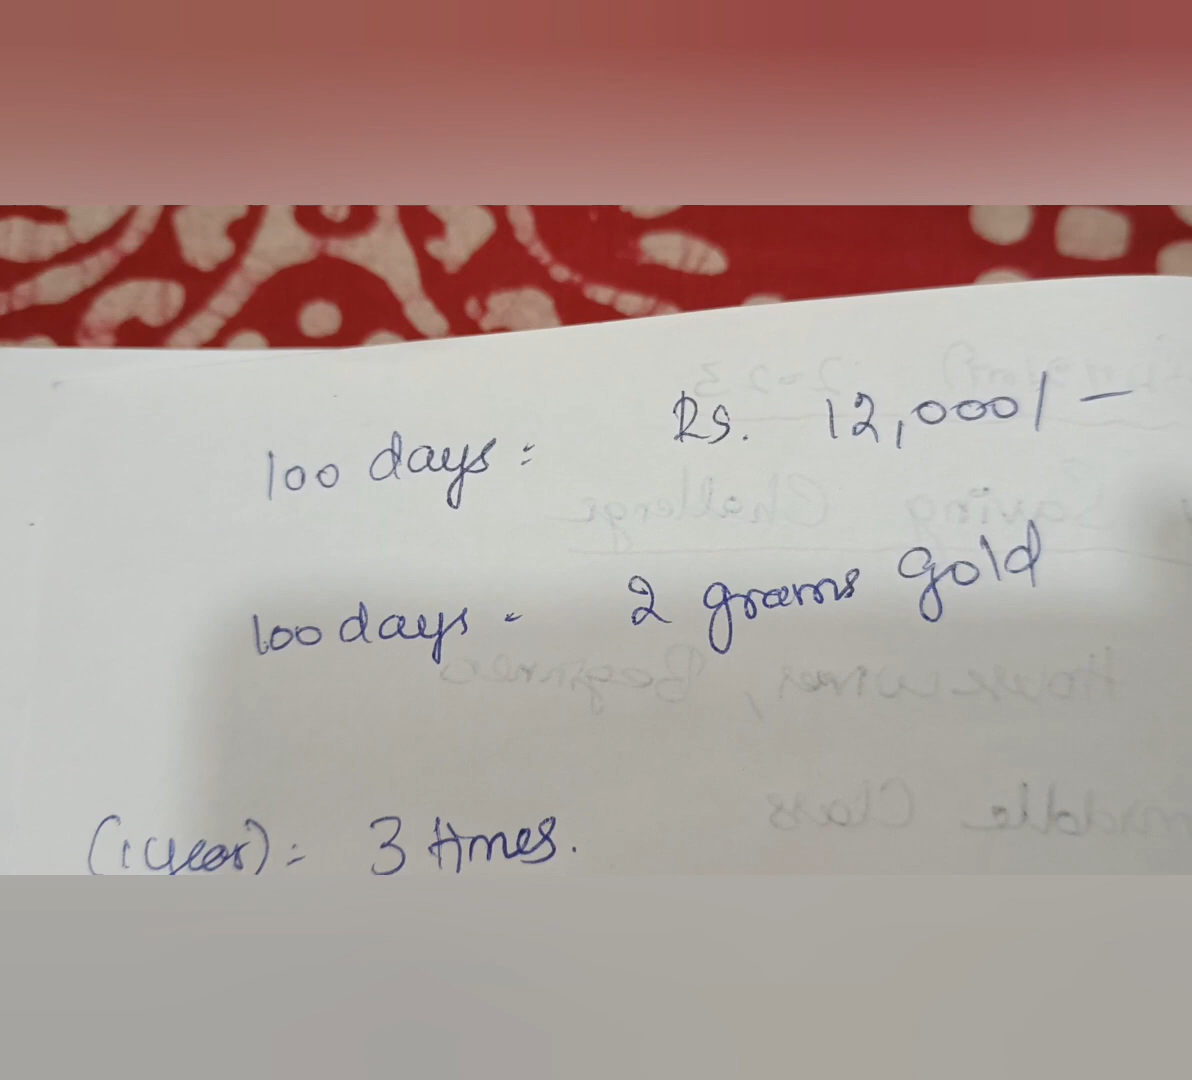 100 days = Rs. 12,000/-
100 days = 2 grams gold
(1 year) = 3 times.